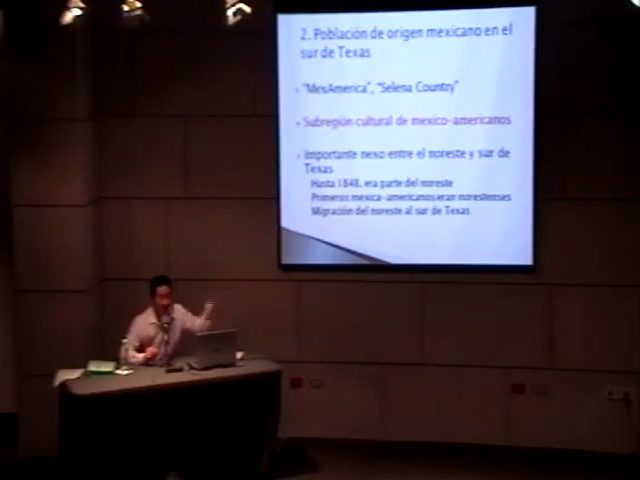 2. Población de origen mexicano en el
sur de Texas
"MexAmerica", "Selena Country"
Subregión cultural de mexico-americanos
Importante nexo entre el noreste y sur de
Texas
Hasta 1848, era parte del noreste
Primeros mexica-americanos eran norestenses
Migración del noreste al sur de Texas